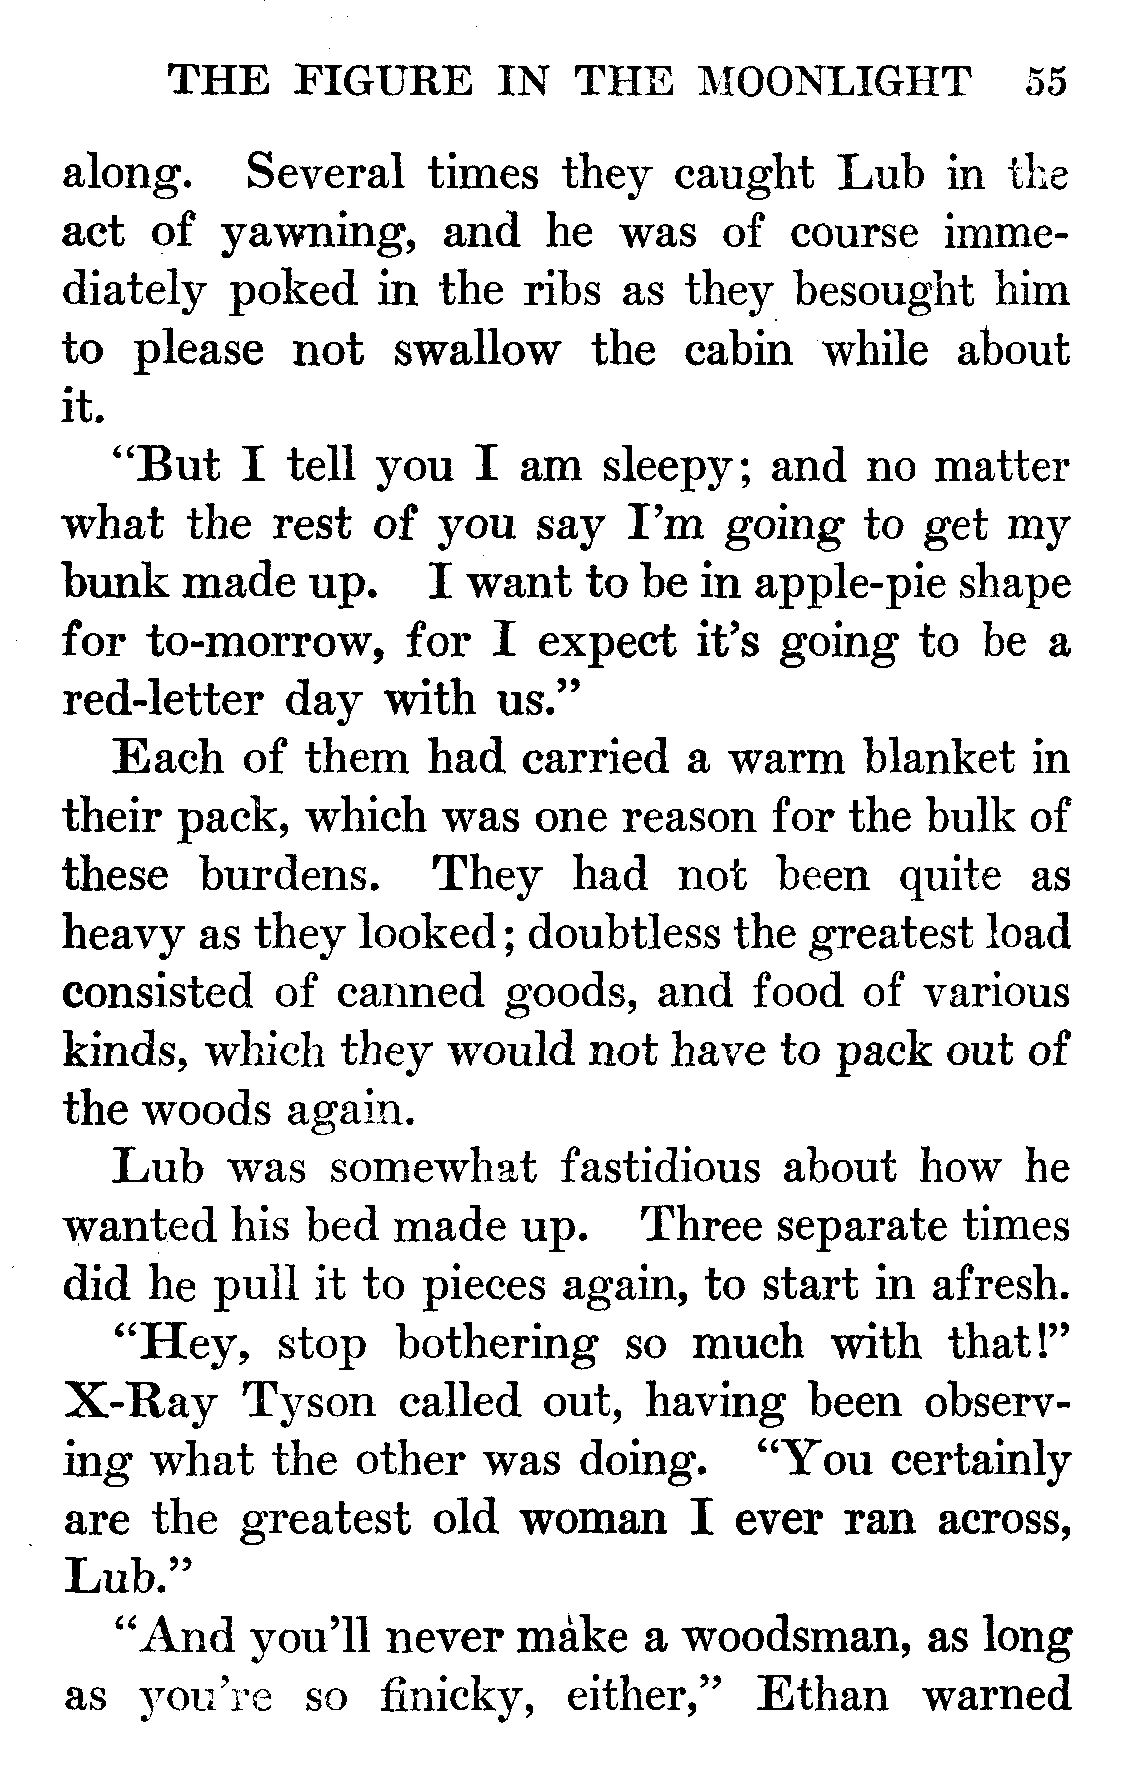 THE FIGURE IN THE MOONLIGHT 55
along. Several times they caught Lub in the
act of yawning, and he was of course imme-
diately poked in the ribs as they besought him
to please not swallow the cabin while about
it.
“But I tell you I am sleepy; and no matter
what the rest of you say I’m going to get my
bunk made up. I want to be in apple-pie shape
for to-morrow, for I expect it’s going to be a
red-letter day with us.”
Each of them had carried a warm blanket in
their pack, which was one reason for the bulk of
these burdens. They had not been quite as
heavy as they looked; doubtless the greatest load
consisted of canned goods, and food of various
kinds, which they would not have to pack out of
the woods again.
Lub was somewhat fastidious about how he
wanted his bed made up. Three separate times
did he pull it to pieces again, to start in afresh.
“Hey, stop bothering so much with that!”
X-Ray Tyson called out, having been observ-
ing what the other was doing. “You certainly
are the greatest old woman I ever ran across,
Lub.”
“And you’ll never make a woodsman, as long
as you’re so finicky, either,” Ethan warned